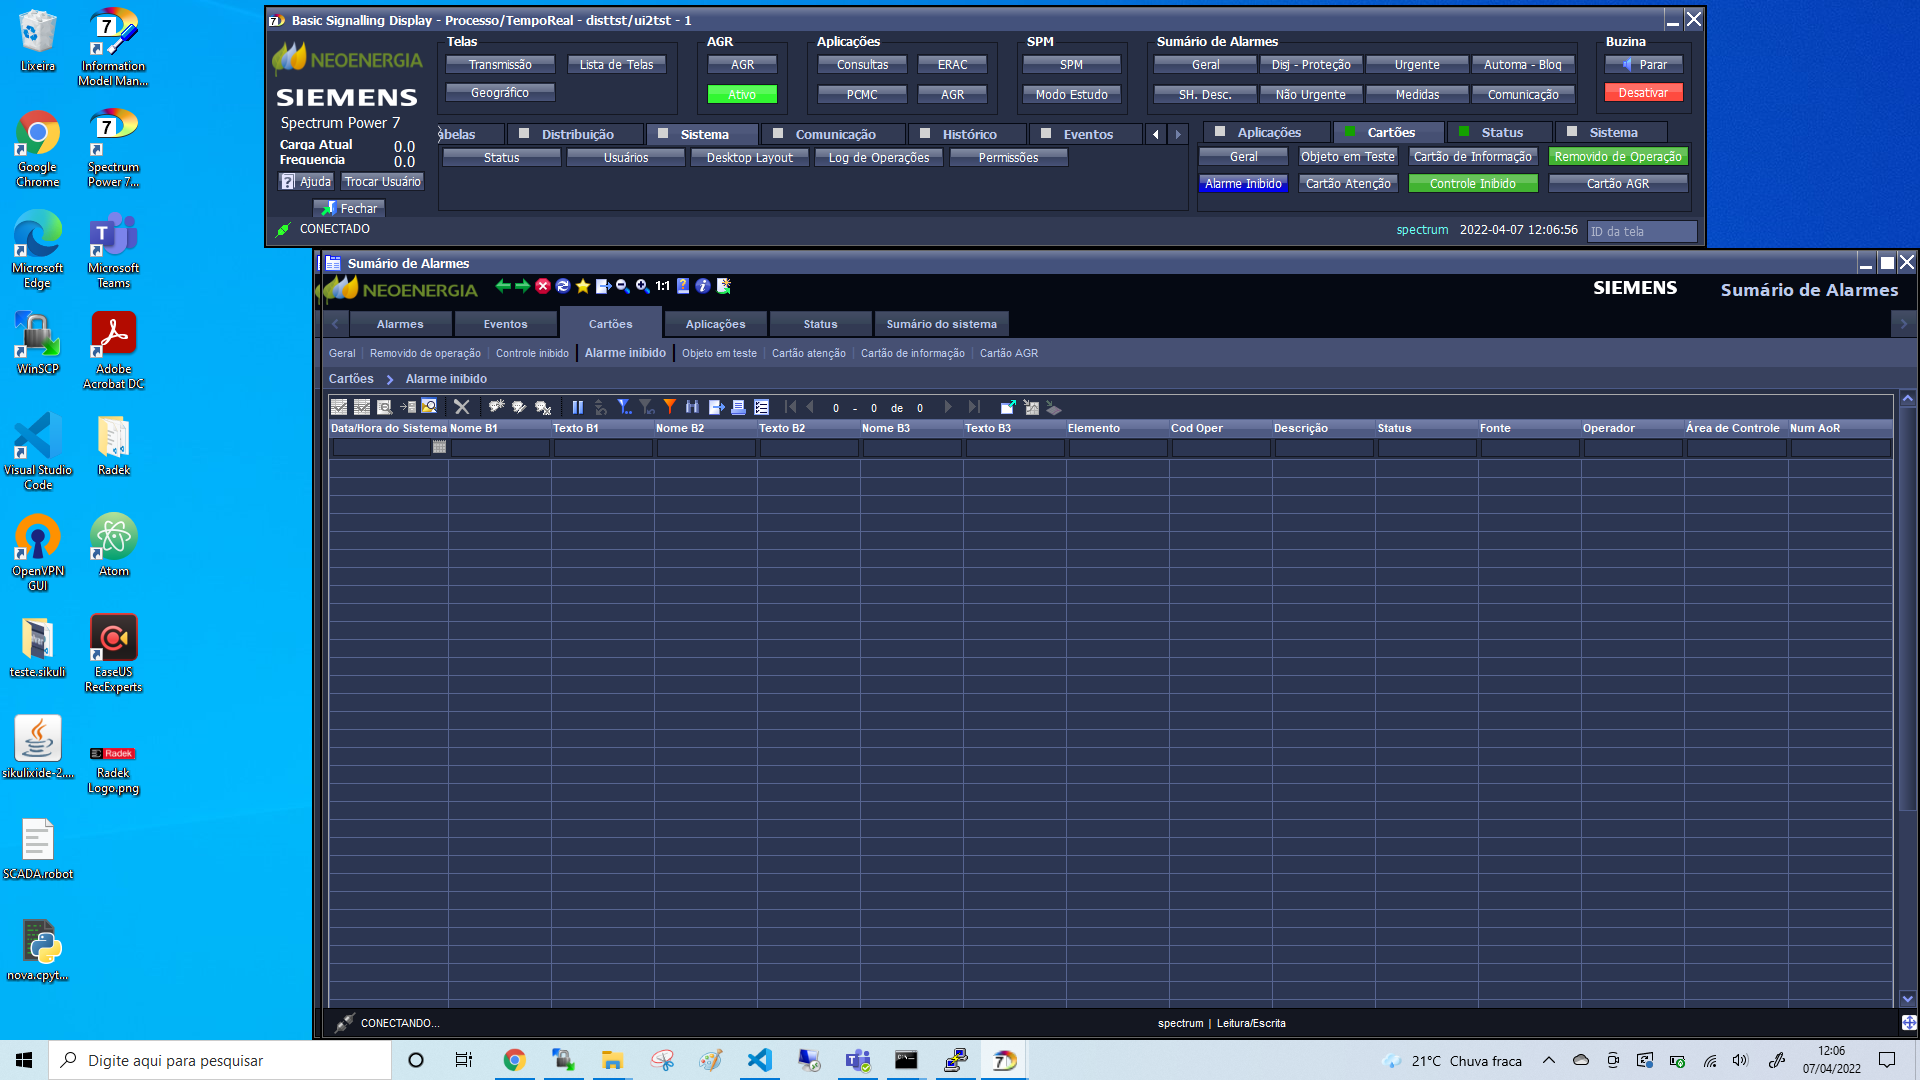 Lixeira
Information
Model Man...
Google
Chrome
Spectrum
Power 7...
Microsoft
Edge
Microsoft
Teams
WinSCP
Adobe
Acrobat DC
Visual Studio
Code
Radek
OpenVPN
GUI
Atom
teste.sikuli
EaseUS
RecExperts
sikulixide-2....
Radek
Radek
Logo.png
SCADA.robot
nova.cpyt...
Basic Signalling Display - Processo/TempoReal - disttst/ui2tst - 1
NEOENERGIA
SIEMENS
Spectrum Power 7
Carga Atual 0.0
Frequencia 0.0
Ajuda Trocar Usuário
Fechar
CONECTADO
Telas
Transmissão Lista de Telas
Geográfico
AGR
AGR
Ativo
Aplicações
Consultas ERAC
PCMC AGR
SPM
SPM
Modo Estudo
Sumário de Alarmes
Geral Disj - Proteção Urgente Automa - Bloq
SH. Desc. Não Urgente Medidas Comunicação
Buzina
Parar
Desativar
abelas Distribuição Sistema Comunicação Histórico Eventos
Status Usuários Desktop Layout Log de Operações Permissões
Aplicações Cartões Status Sistema
Geral Objeto em Teste Cartão de Informação Removido de Operação
Alarme Inibido Cartão Atenção Controle Inibido Cartão AGR
spectrum 2022-04-07 12:06:56 ID da tela
Sumário de Alarmes
NEOENERGIA 1:1 SIEMENS Sumário de Alarmes
Alarmes Eventos Cartões Aplicações Status Sumário do sistema
Geral Removido de operação Controle inibido Alarme inibido Objeto em teste Cartão atenção Cartão de informação Cartão AGR
Cartões > Alarme inibido
0 - 0 de 0
Data/Hora do Sistema Nome B1 Texto B1 Nome B2 Texto B2 Nome B3 Texto B3 Elemento Cod Oper Descrição Status Fonte Operador Área de Controle Num AoR
CONECTANDO... spectrum | Leitura/Escrita
Digite aqui para pesquisar
21°C Chuva fraca
12:06
07/04/2022